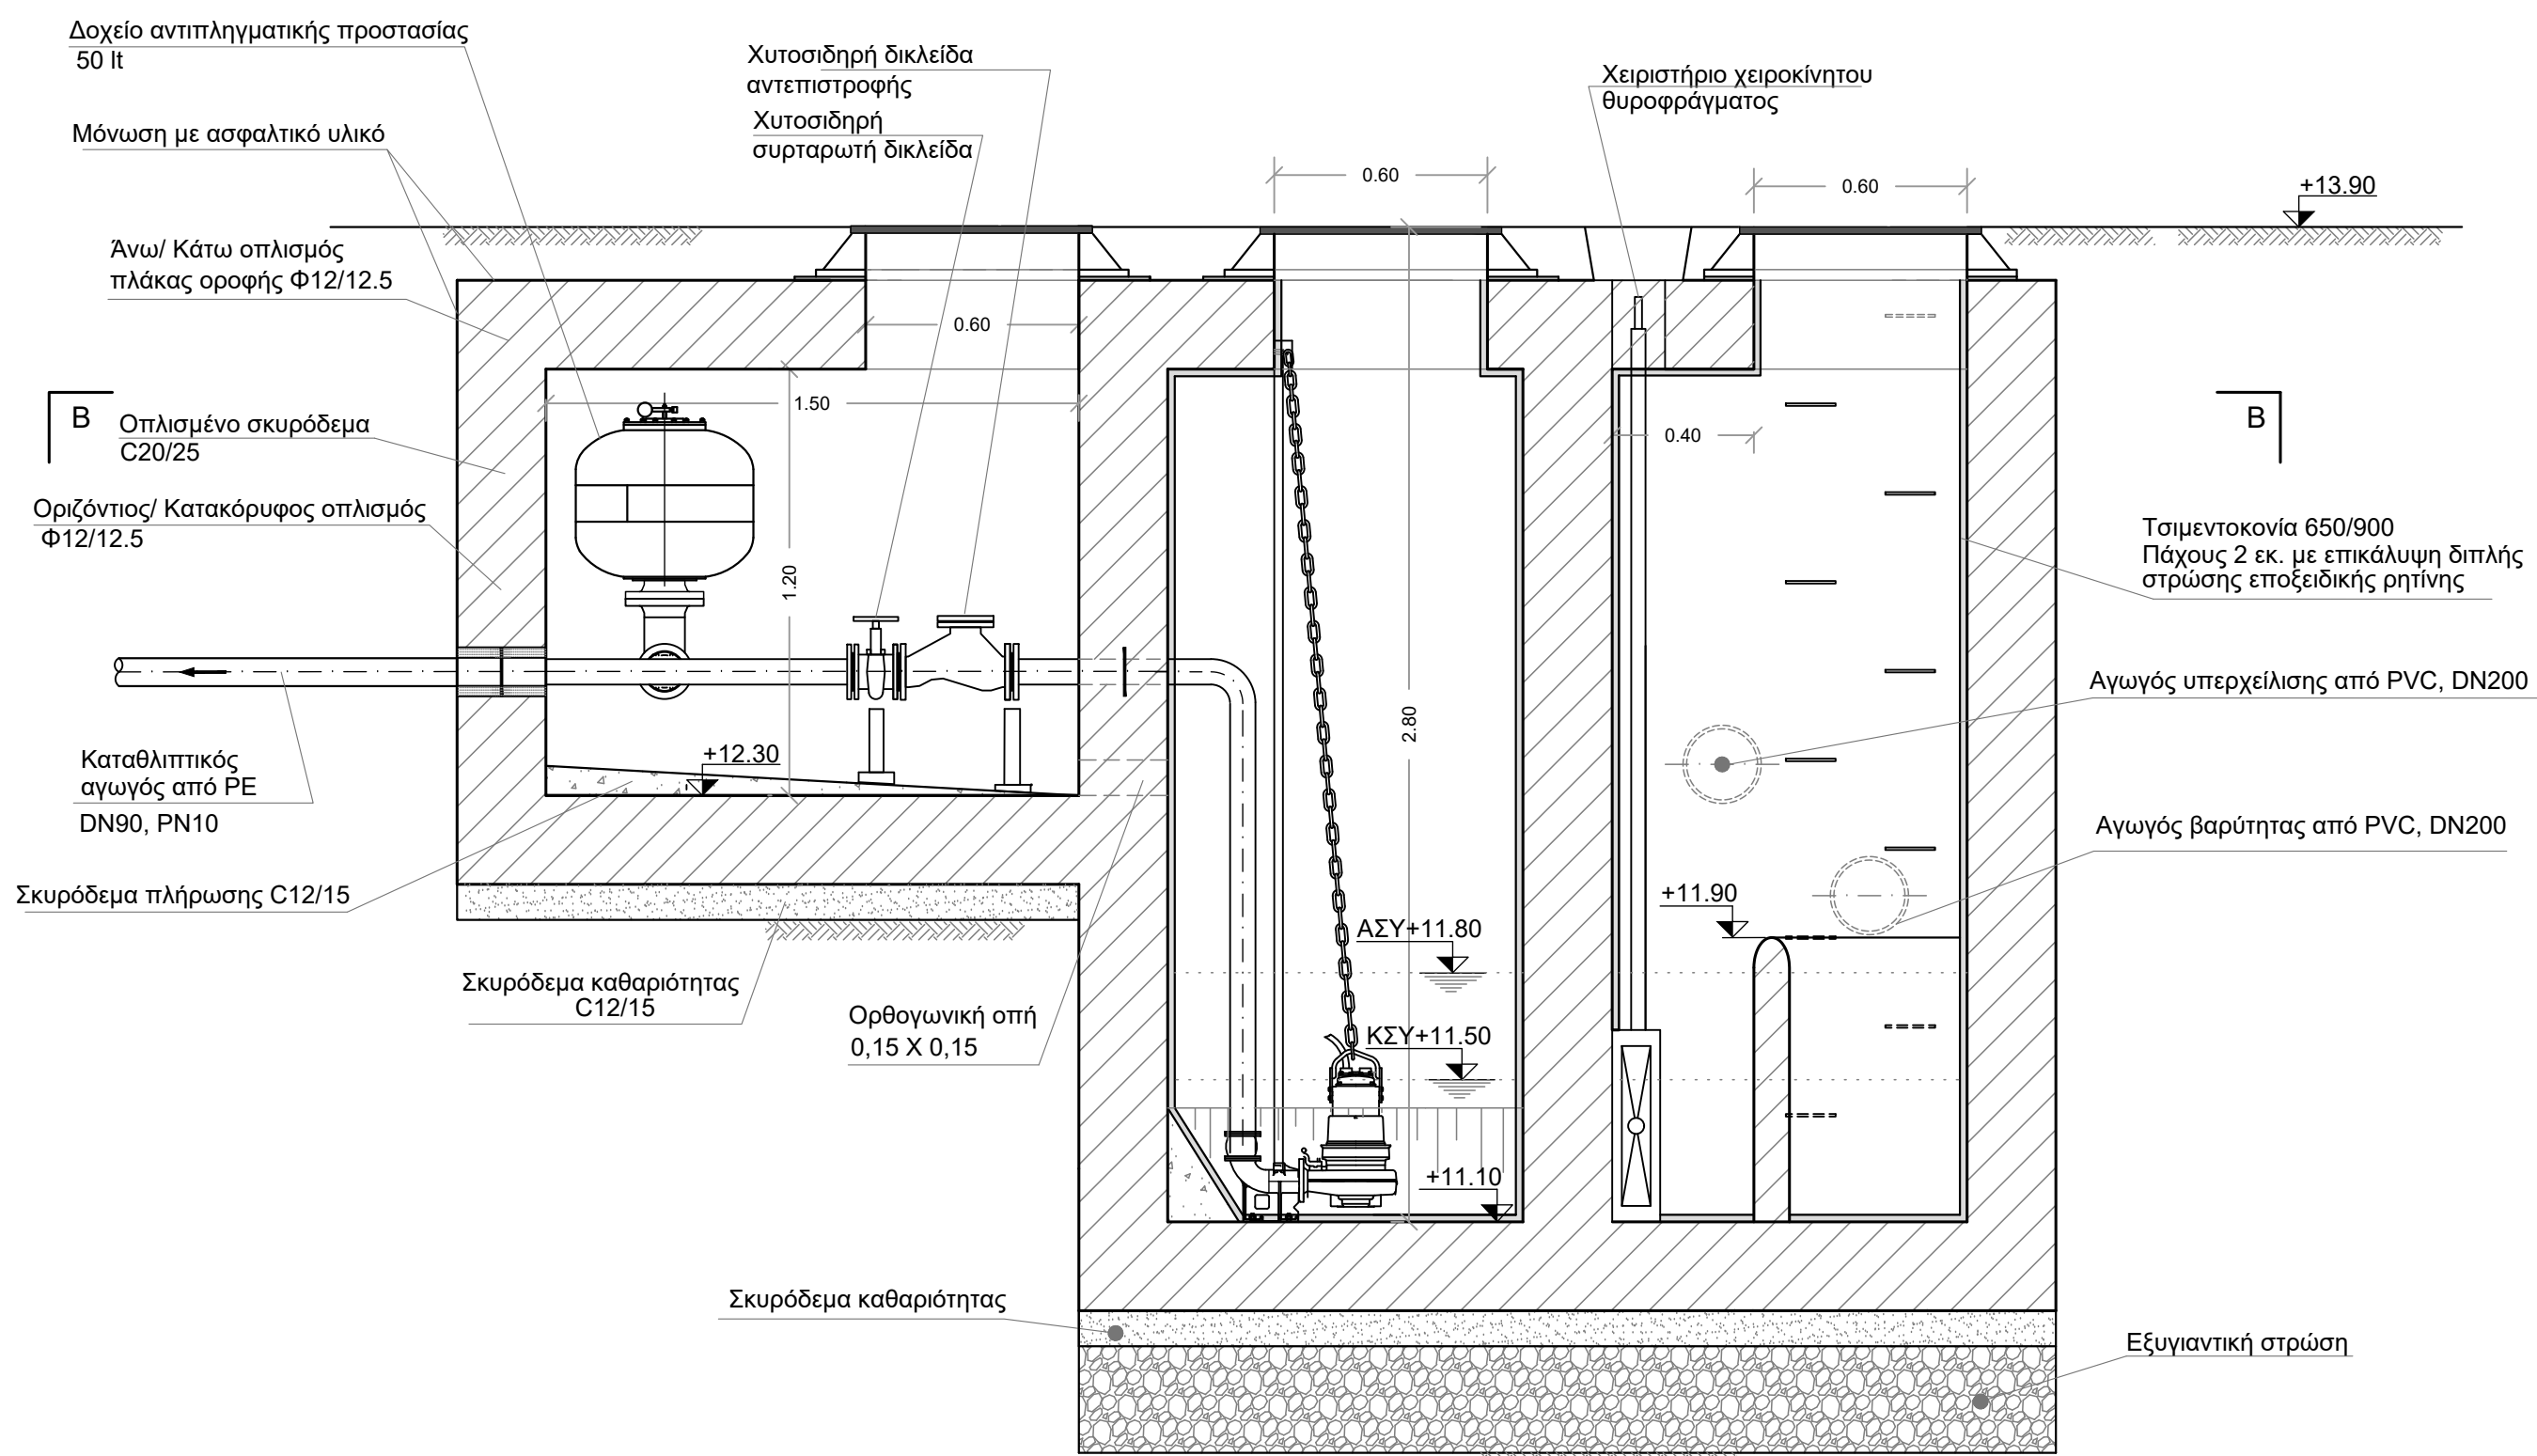 Δοχείο αντιπληγματικής προστασίας
50 lt
Χυτοσιδηρή δικλείδα
αντεπιστροφής
Χυτοσιδηρή
συρταρωτή δικλείδα
Χειριστήριο χειροκίνητου
θυροφράγματος
Μόνωση με ασφαλτικό υλικό
0.60
0.60
+13.90
Άνω/ Κάτω οπλισμός
πλάκας οροφής Φ12/12.5
0.60
B
Οπλισμένο σκυρόδεμα
C20/25
1.50
0.40
B
Οριζόντιος/ Κατακόρυφος οπλισμός
Φ12/12.5
1.20
Τσιμεντοκονία 650/900
Πάχους 2 εκ. με επικάλυψη διπλής
στρώσης εποξειδικής ρητίνης
2.80
Αγωγός υπερχείλισης από PVC, DN200
Καταθλιπτικός
αγωγός από PE
DN90, PN10
+12.30
Αγωγός βαρύτητας από PVC, DN200
Σκυρόδεμα πλήρωσης C12/15
+11.90
ΑΣΥ+11.80
Σκυρόδεμα καθαριότητας
C12/15
Ορθογωνική οπή
0,15 X 0,15
ΚΣΥ+11.50
+11.10
Σκυρόδεμα καθαριότητας
Εξυγιαντική στρώση